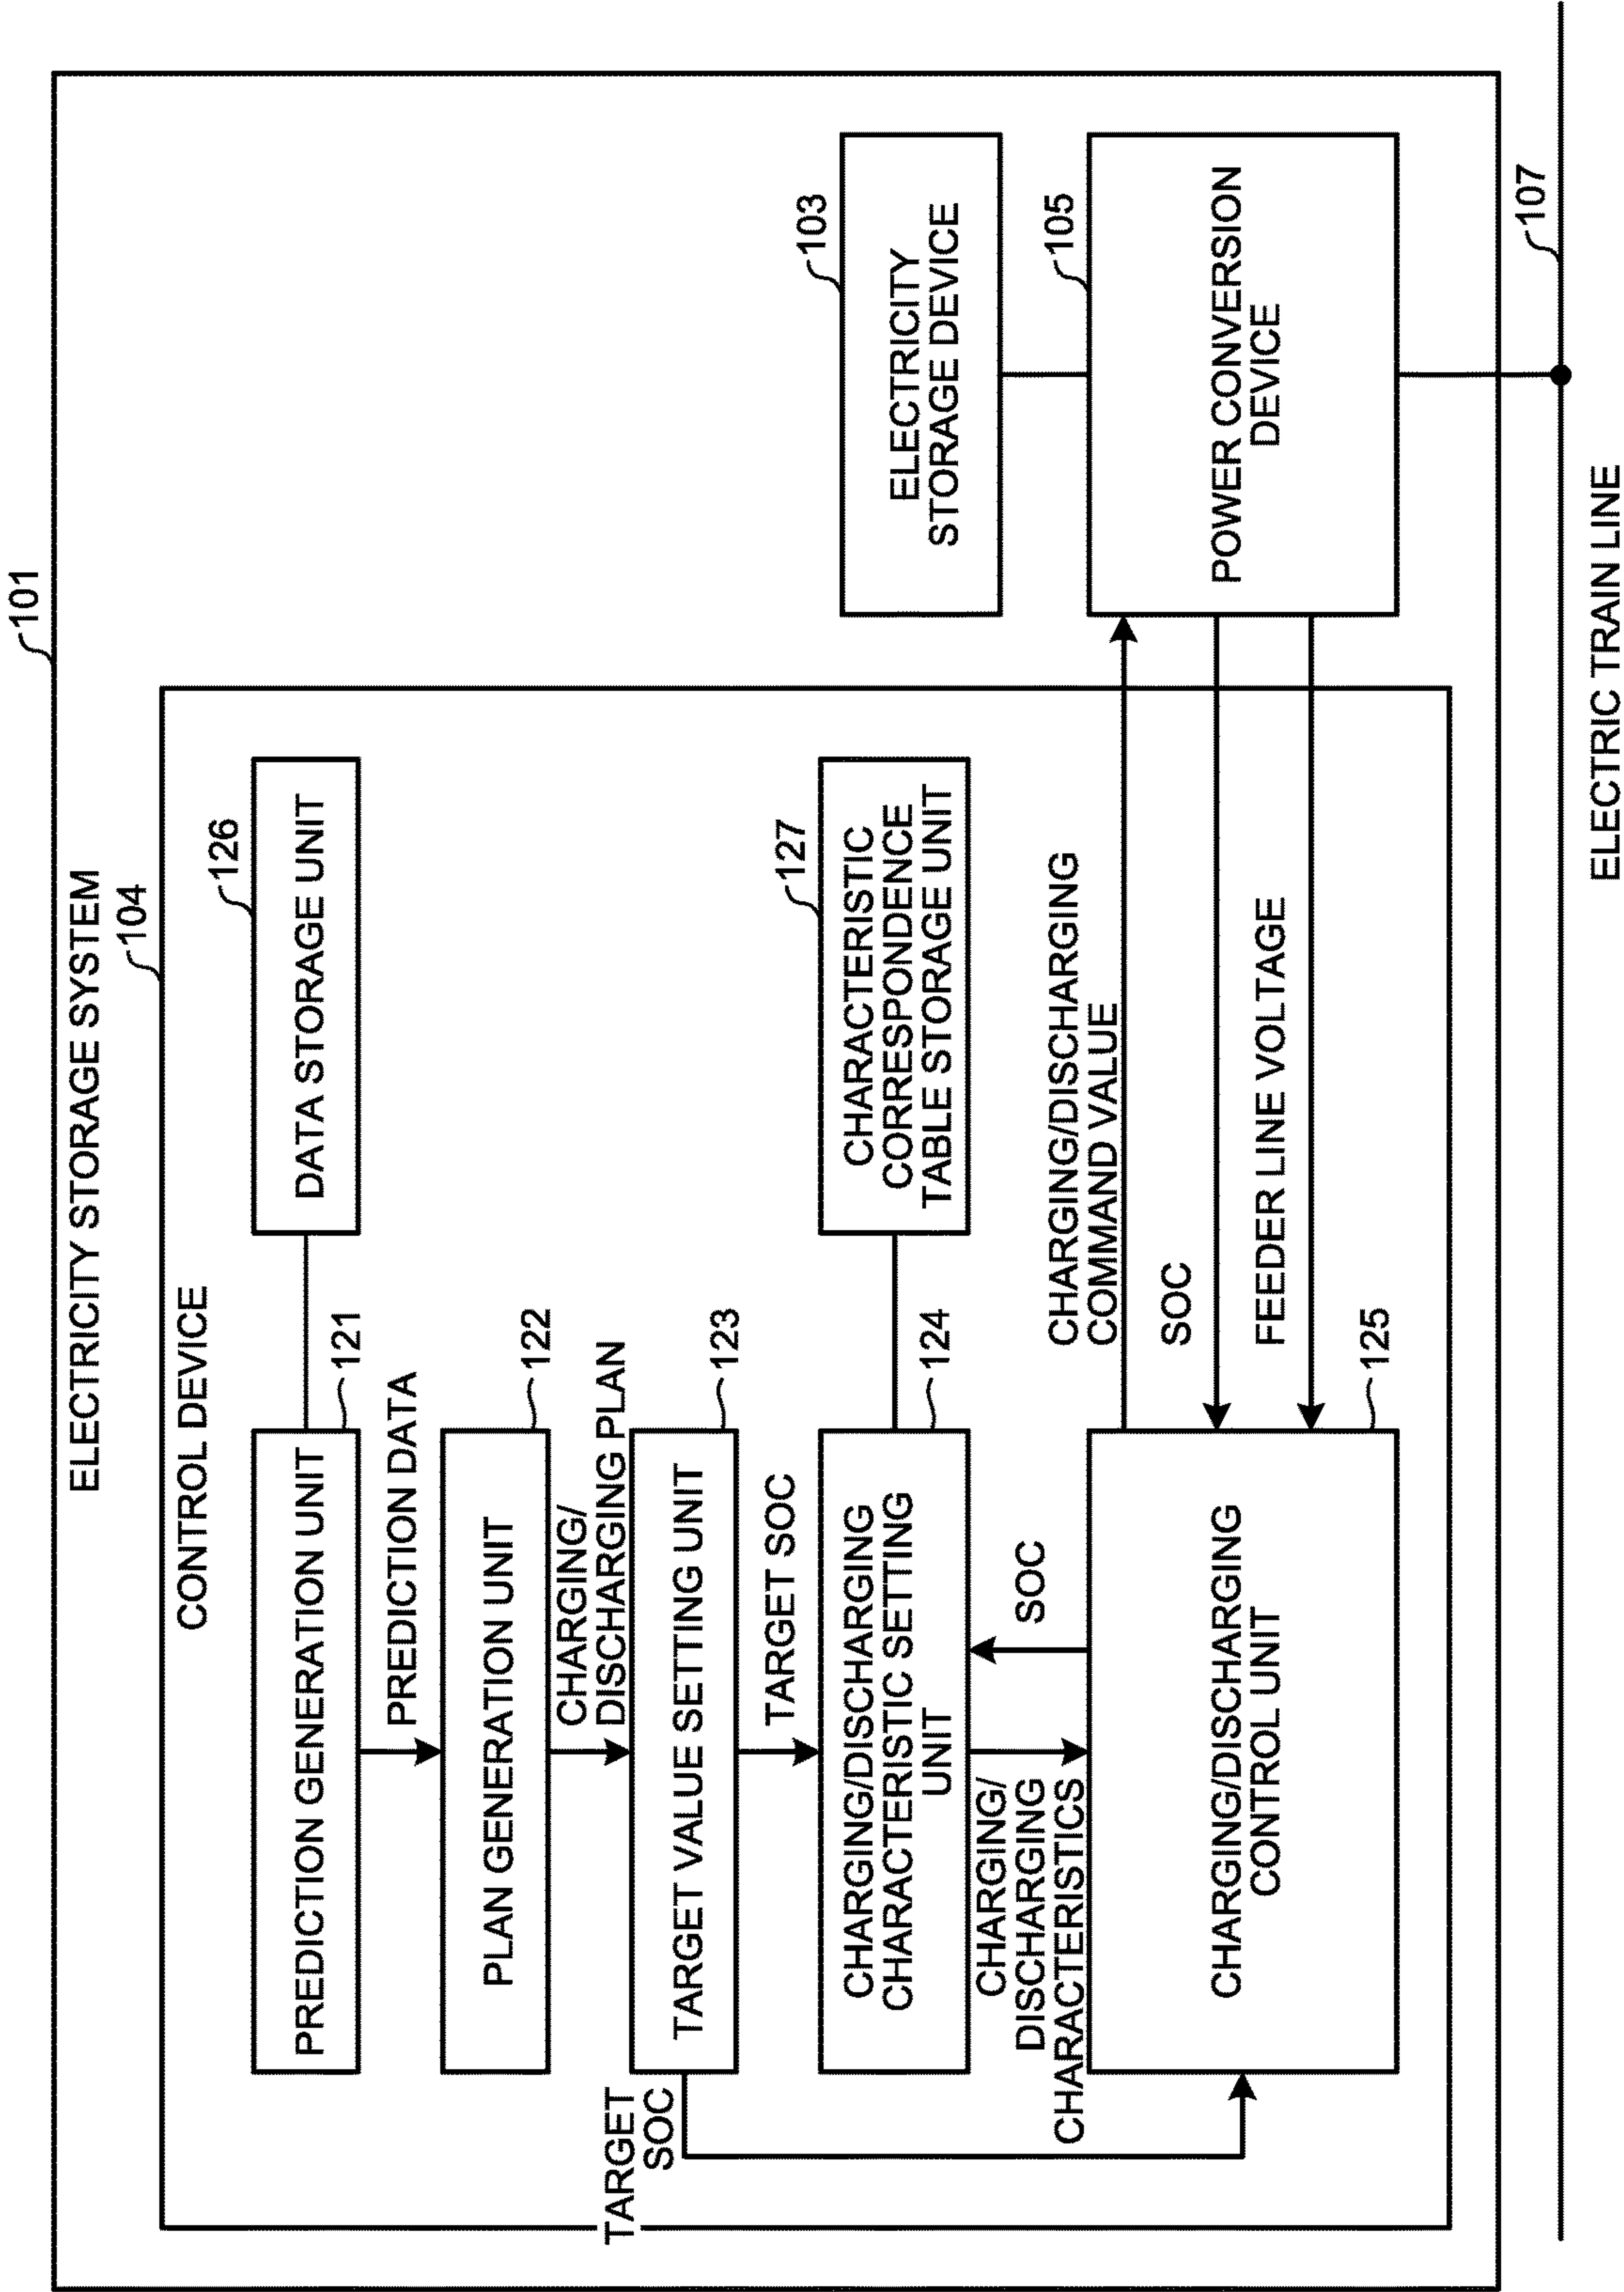 101
ELECTRICITY STORAGE SYSTEM
104
CONTROL DEVICE
PREDICTION GENERATION UNIT
121
DATA STORAGE UNIT
126
PREDICTION DATA
PLAN GENERATION UNIT
122
CHARGING/
DISCHARGING PLAN
TARGET VALUE SETTING UNIT
123
TARGET
SOC
TARGET SOC
CHARGING/DISCHARGING
CHARACTERISTIC SETTING
UNIT
124
CHARACTERISTIC
CORRESPONDENCE
TABLE STORAGE UNIT
127
ELECTRICITY
STORAGE DEVICE
103
CHARGING/
DISCHARGING
CHARACTERISTICS
SOC
CHARGING/DISCHARGING
CONTROL UNIT
125
CHARGING/DISCHARGING
COMMAND VALUE
SOC
FEEDER LINE VOLTAGE
POWER CONVERSION
DEVICE
105
107
ELECTRIC TRAIN LINE